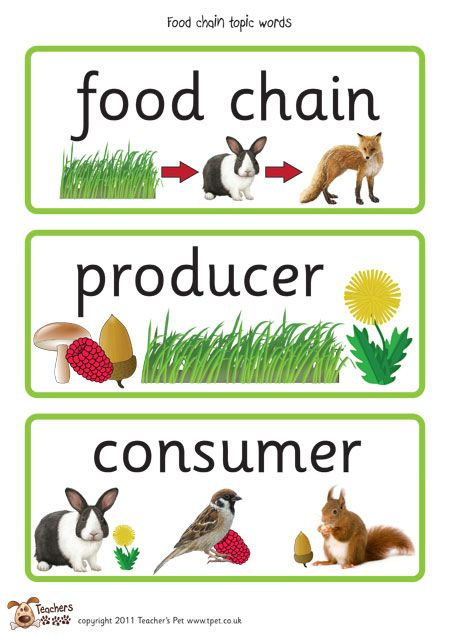 Food chain topic words
food chain
producer
consumer
Teachers
copyright 2011 Teacher's Pet www.tpet.co.uk